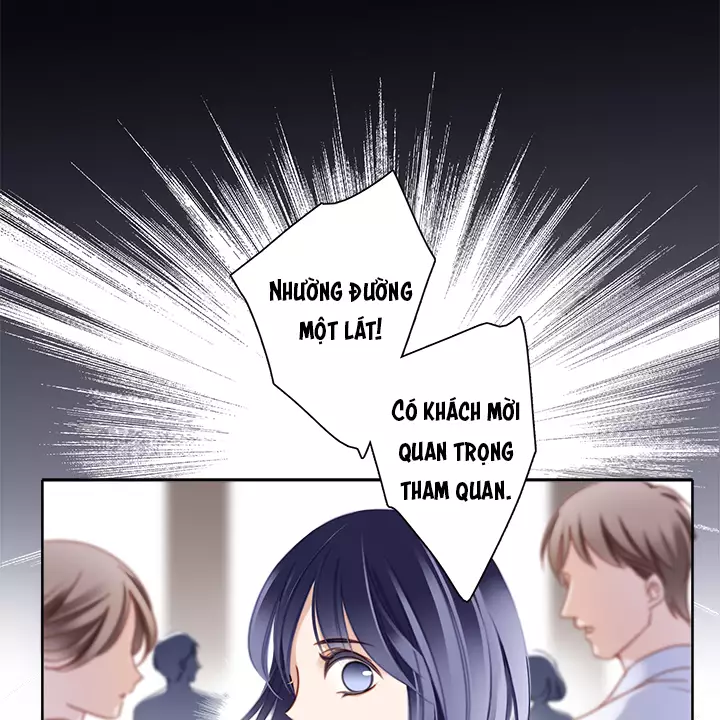 NHƯỜNG ĐƯỜNG
MỘT LÁT!
CÓ KHÁCH MỜI
QUAN TRỌNG
THAM QUAN.